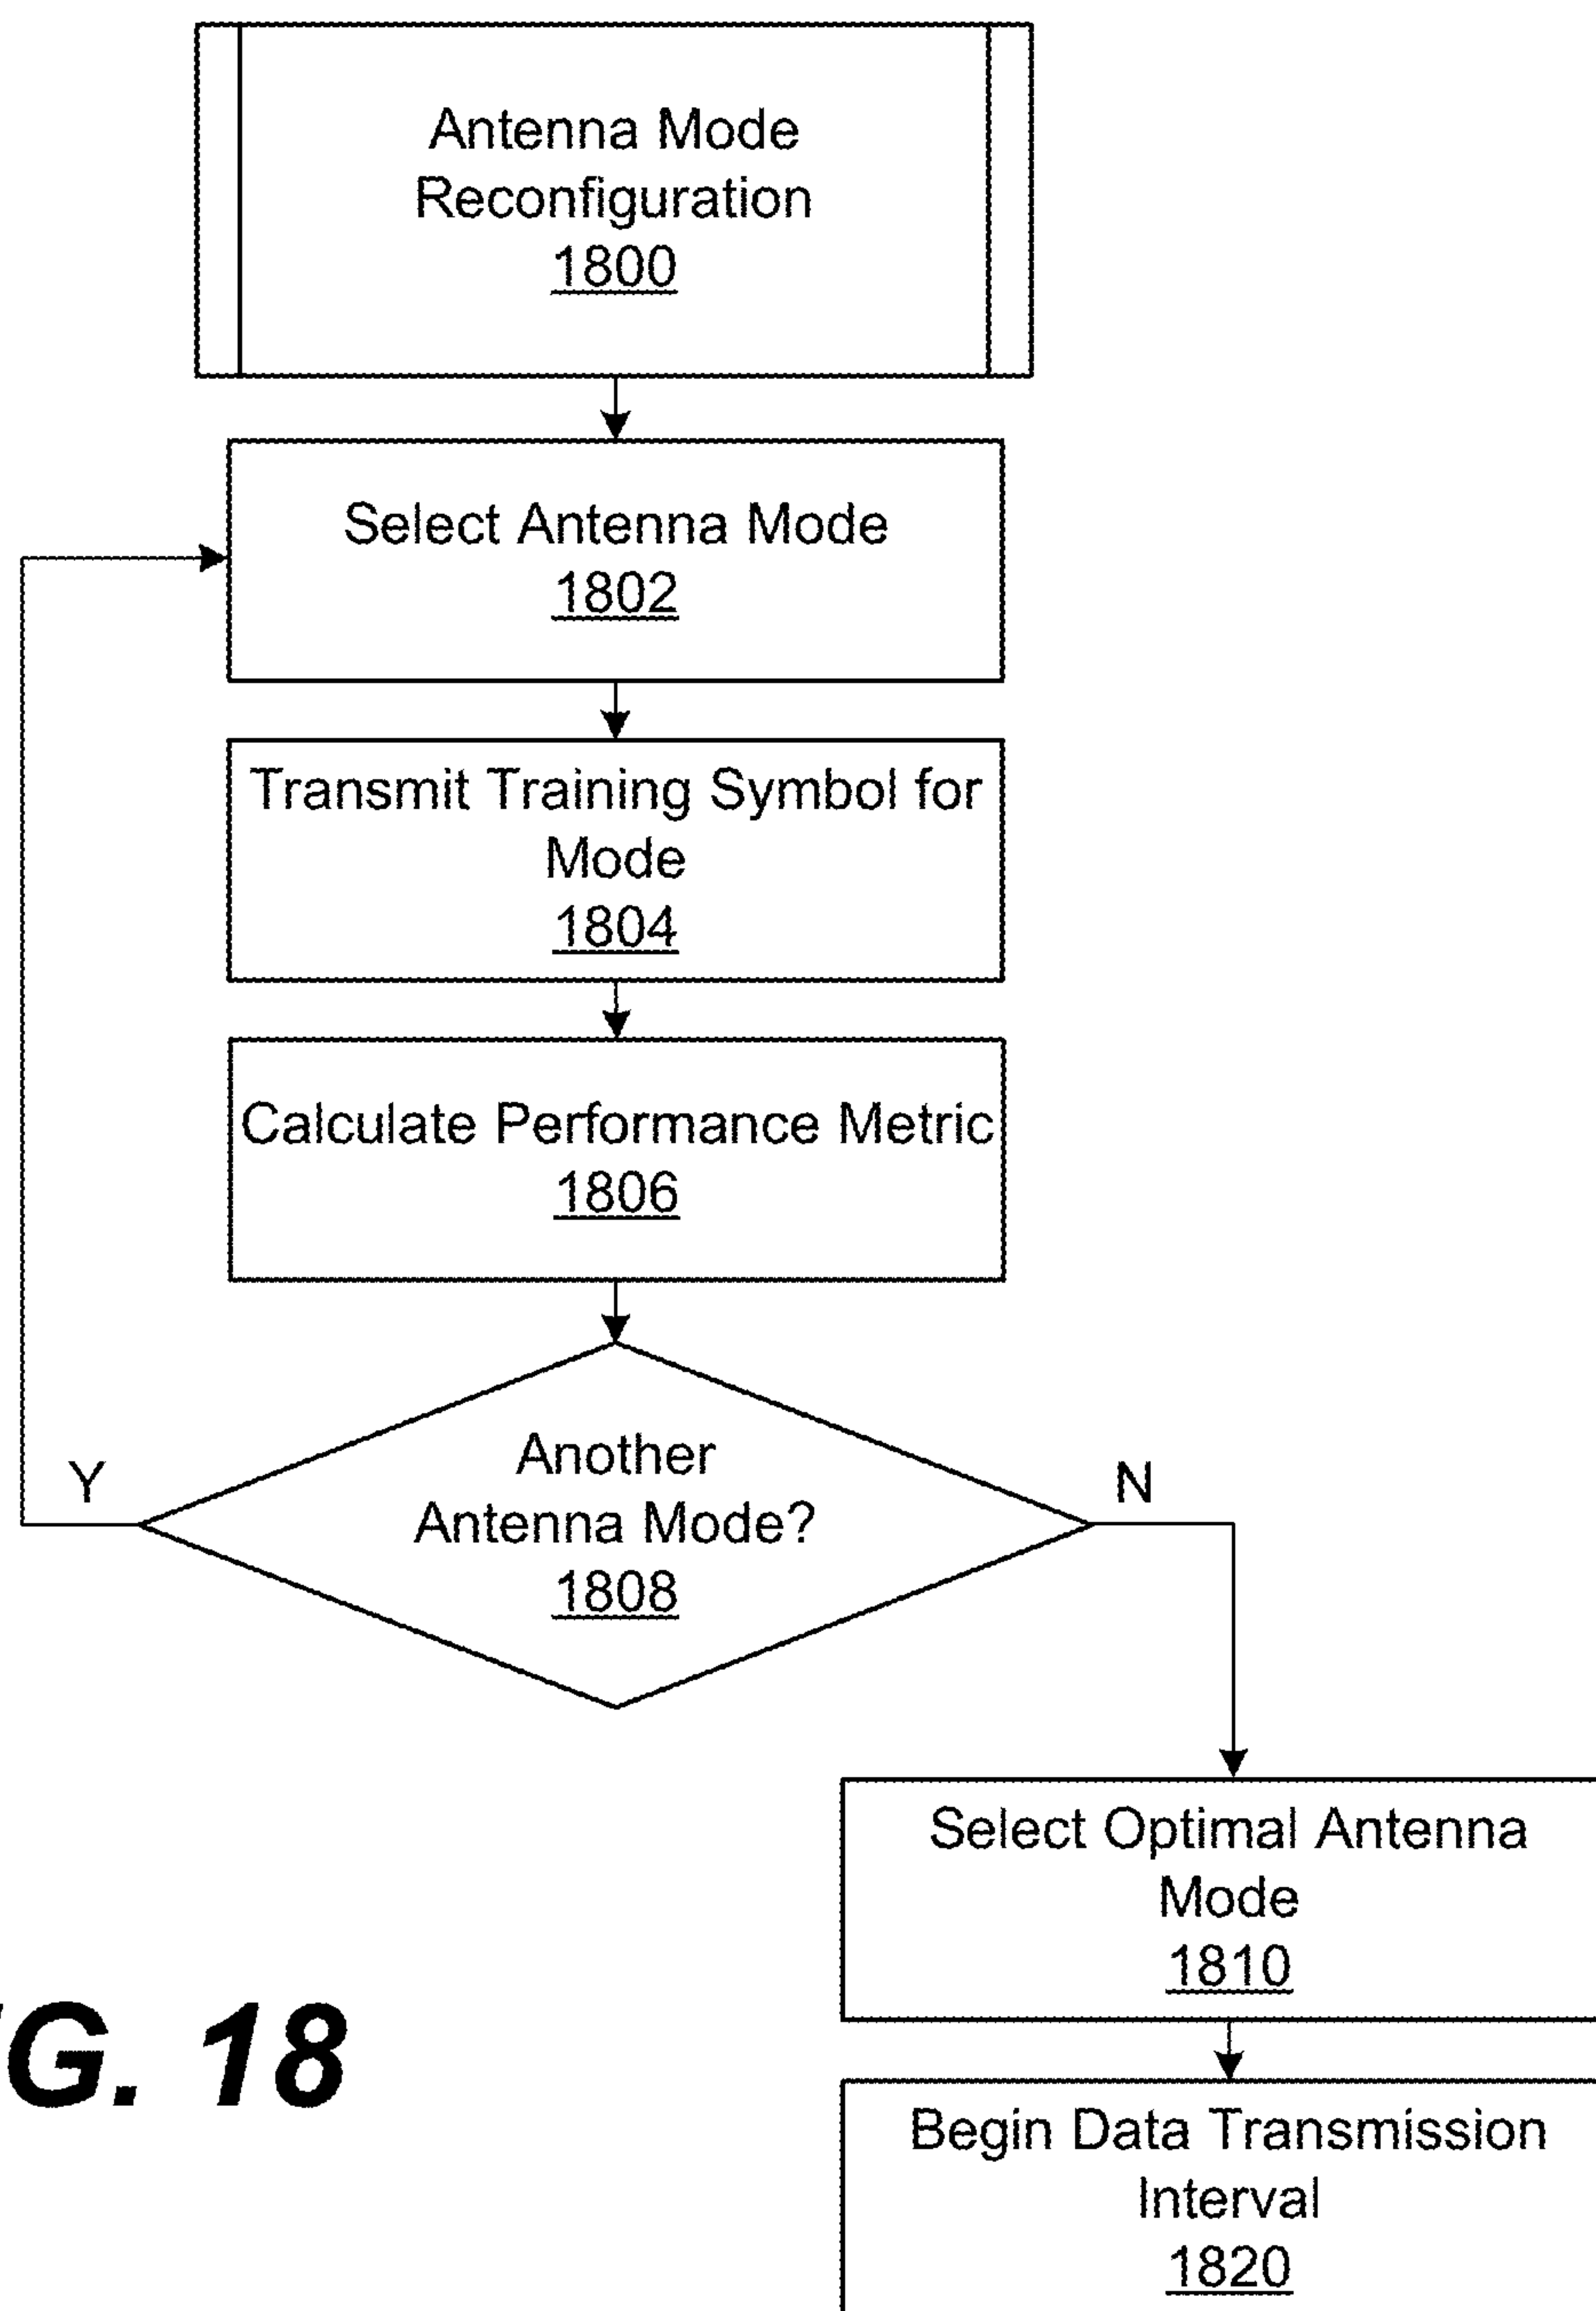 Antenna Mode
Reconfiguration
1800
Select Antenna Mode
1802
Transmit Training Symbol for
Mode
1804
Calculate Performance Metric
1806
Another
Antenna Mode?
1808
Y
N
Select Optimal Antenna
Mode
1810
Begin Data Transmission
Interval
1820
G. 18